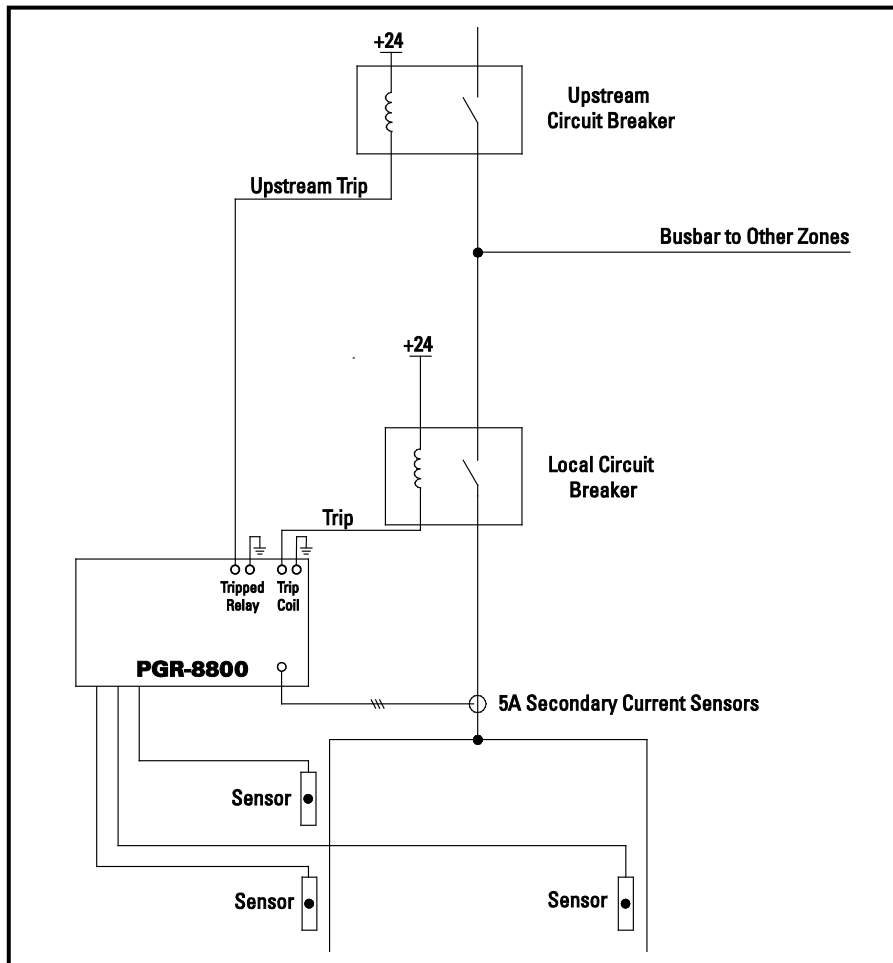 +24
Upstream
Circuit Breaker
Upstream Trip
Busbar to Other Zones
+24
Local Circuit
Breaker
Trip
Tripped
Relay
Trip
Coil
PGR-8800
5A Secondary Current Sensors
Sensor
Sensor
Sensor